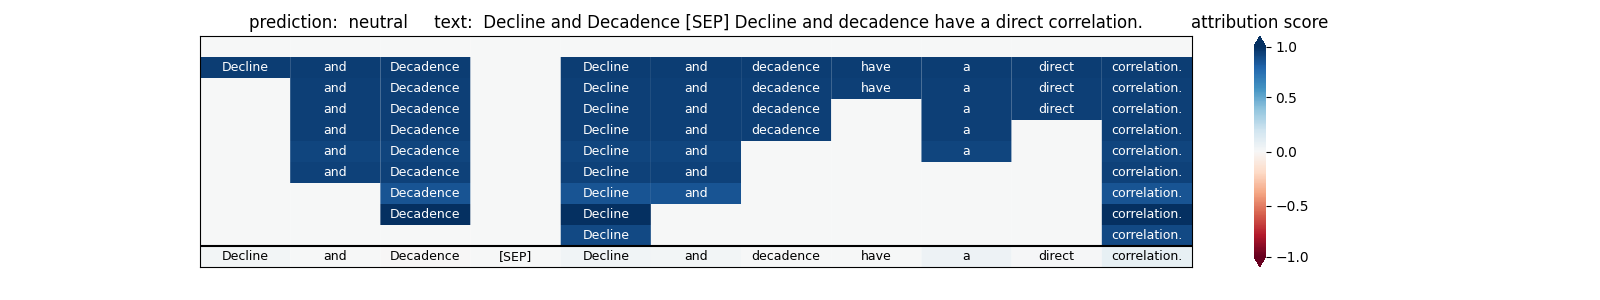 prediction:  neutral     text:  Decline and Decadence [SEP] Decline and decadence have a direct correlation.     attribution score
Decline and Decadence Decline and decadence have a direct correlation.
and Decadence Decline and decadence have a direct correlation.
and Decadence Decline and decadence a direct correlation.
and Decadence Decline and decadence a correlation.
and Decadence Decline and a correlation.
and Decadence Decline and correlation.
Decadence Decline and correlation.
Decadence Decline correlation.
Decline correlation.
Decline and Decadence [SEP] Decline and decadence have a direct correlation.
1.0
0.5
0.0
−0.5
−1.0